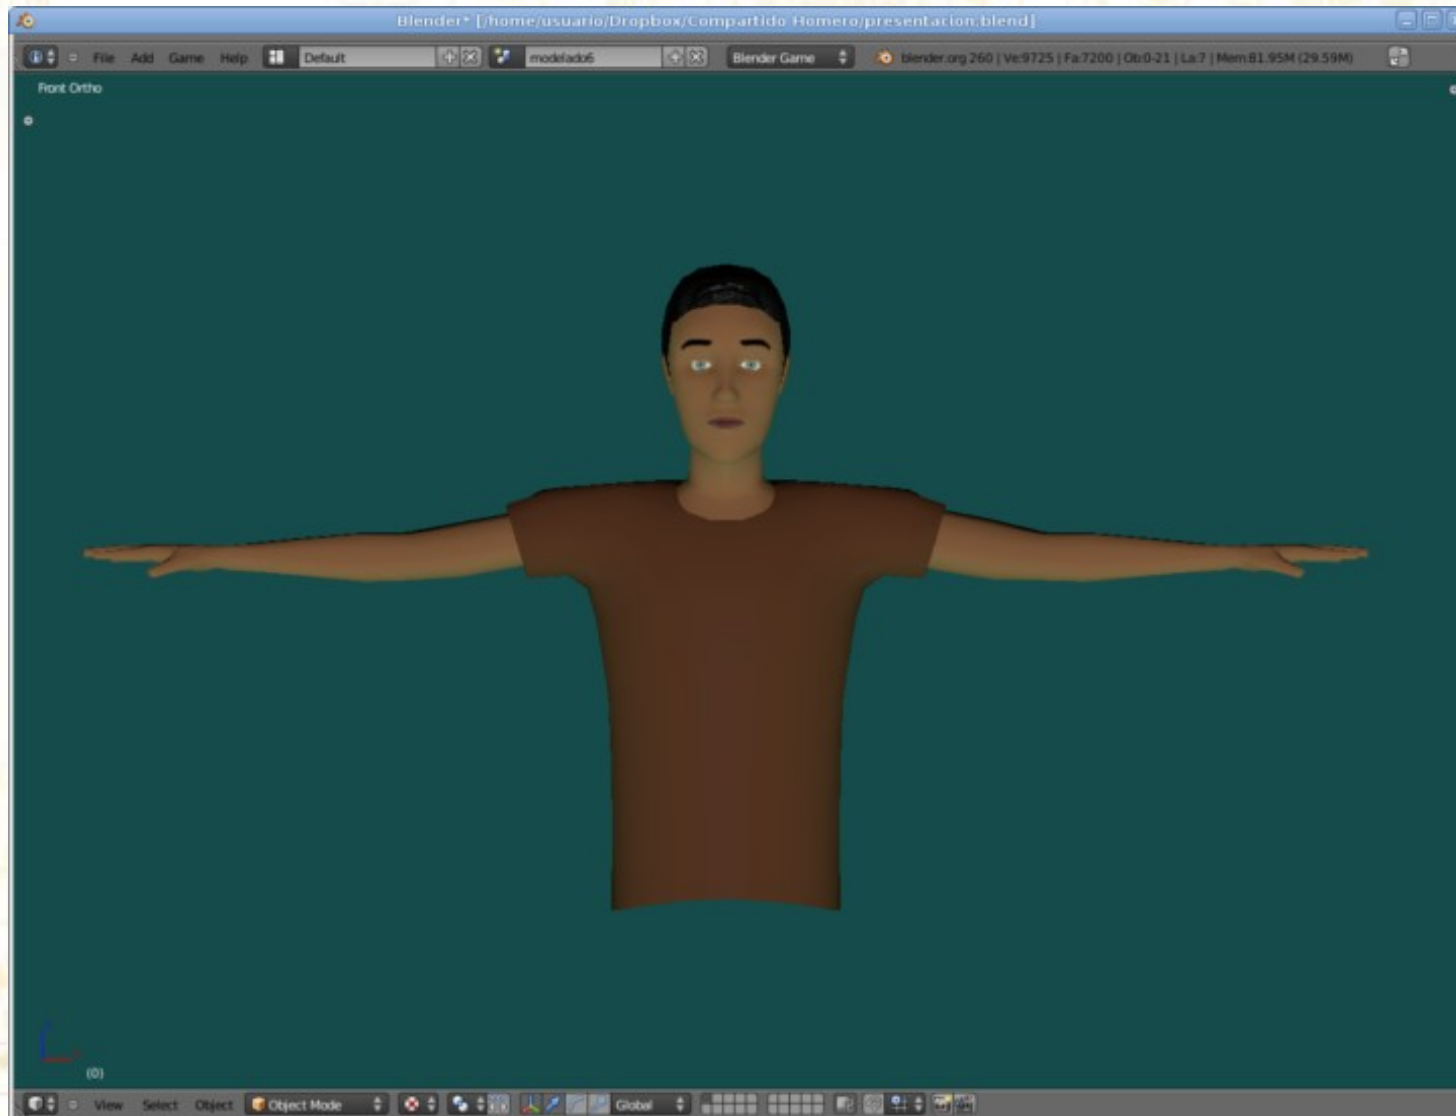 Blender* [/home/usuario/Dropbox/Compartido Homero/presentacion.blend]
File Add Game Help Default modelado6 Blender Game blender.org 260 | Ve:9725 | Fa:7200 | Ob:0-21 | La:7 | Mem:81.95M (29.59M)
Front Ortho
(0)
View Select Object Object Mode Global